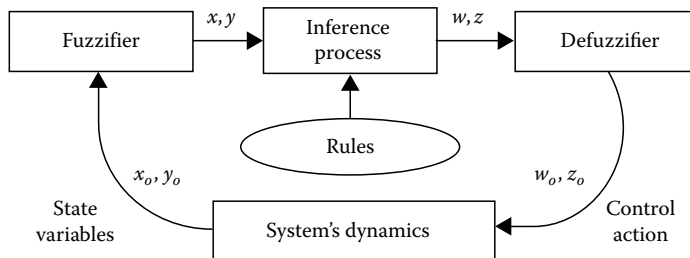 x, y
w, z
Fuzzifier
Inference
process
Defuzzifier
Rules
x_o, y_o
w_o, z_o
State
variables
System's dynamics
Control
action